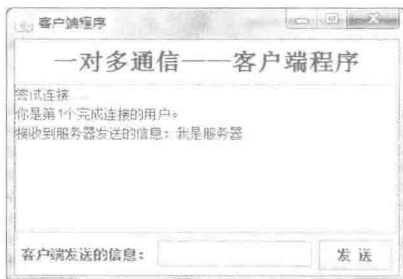 客户端程序
一对多通信——客户端程序
尝试连接
你是第1个完成连接的用户。
接收到服务器发送的信息：我是服务器
客户端发送的信息：
发送